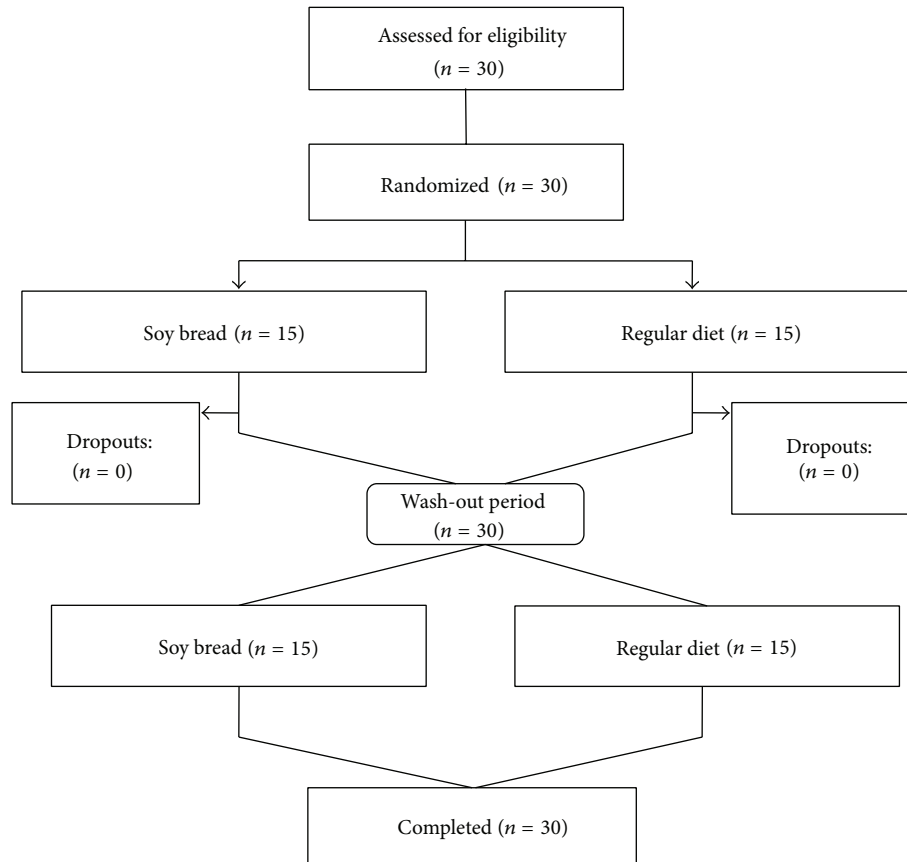 Assessed for eligibility
(n = 30)
Randomized (n = 30)
Soy bread (n = 15)
Regular diet (n = 15)
Dropouts:
(n = 0)
Dropouts:
(n = 0)
Wash-out period
(n = 30)
Soy bread (n = 15)
Regular diet (n = 15)
Completed (n = 30)